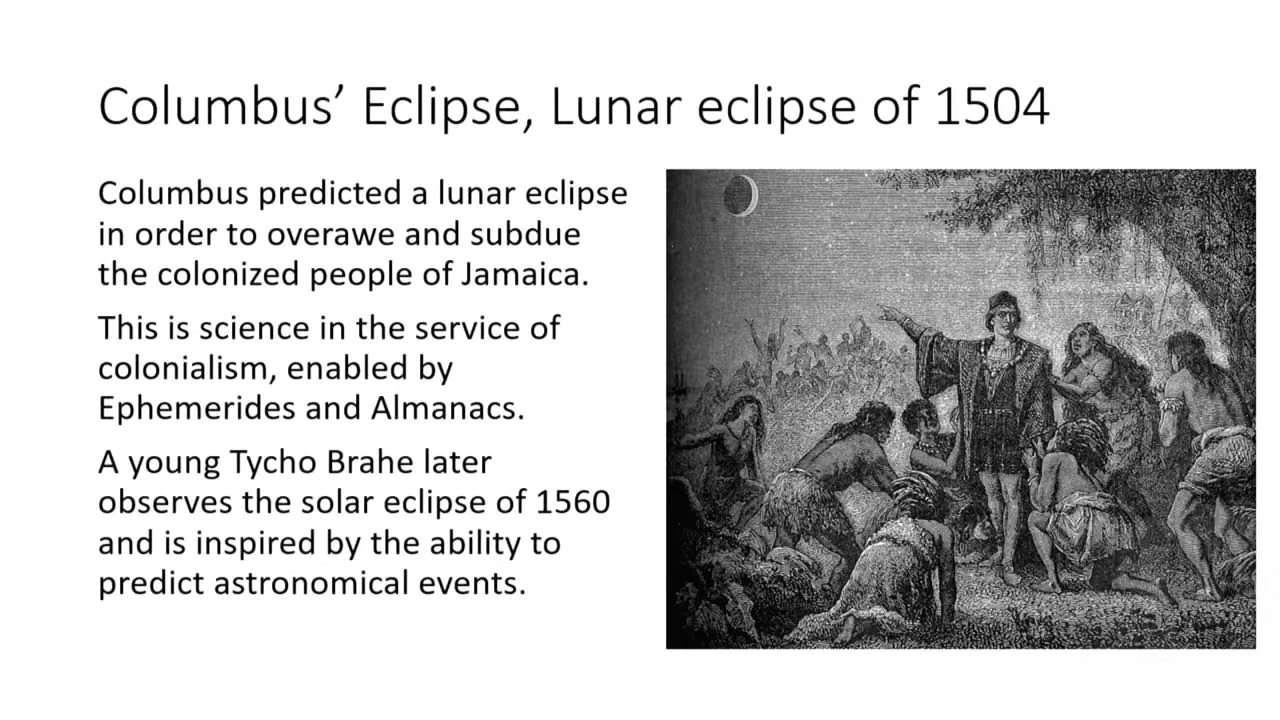 Columbus’ Eclipse, Lunar eclipse of 1504
Columbus predicted a lunar eclipse
in order to overawe and subdue
the colonized people of Jamaica.
This is science in the service of
colonialism, enabled by
Ephemerides and Almanacs.
A young Tycho Brahe later
observes the solar eclipse of 1560
and is inspired by the ability to
predict astronomical events.